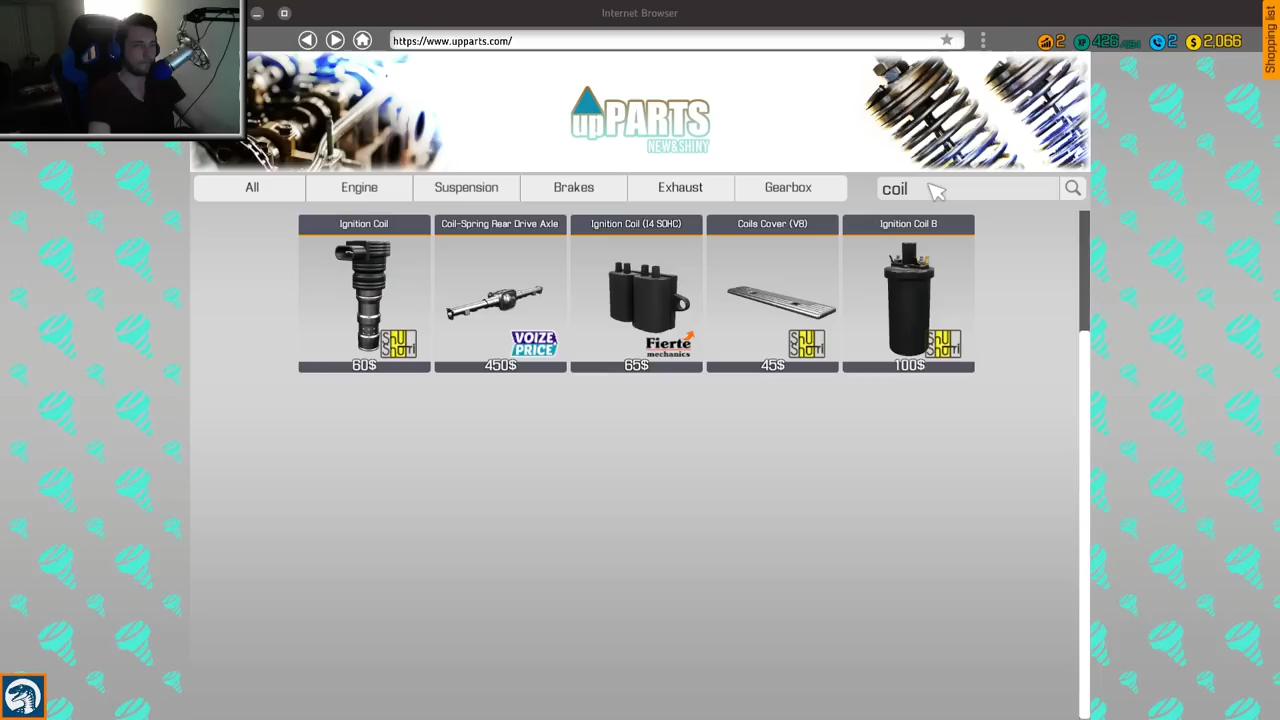 Internet Browser
https://www.upparts.com/
2
2
$ 2,066
Shopping list
upPARTS
NEW&SHINY
All
Engine
Suspension
Brakes
Exhaust
Gearbox
coil
Ignition Coil
Coil-Spring Rear Drive Axle
Ignition Coil (I4 SOHC)
Coils Cover (V8)
Ignition Coil B
VOIZE PRICE
Fierte mechanics
60$
450$
65$
45$
100$